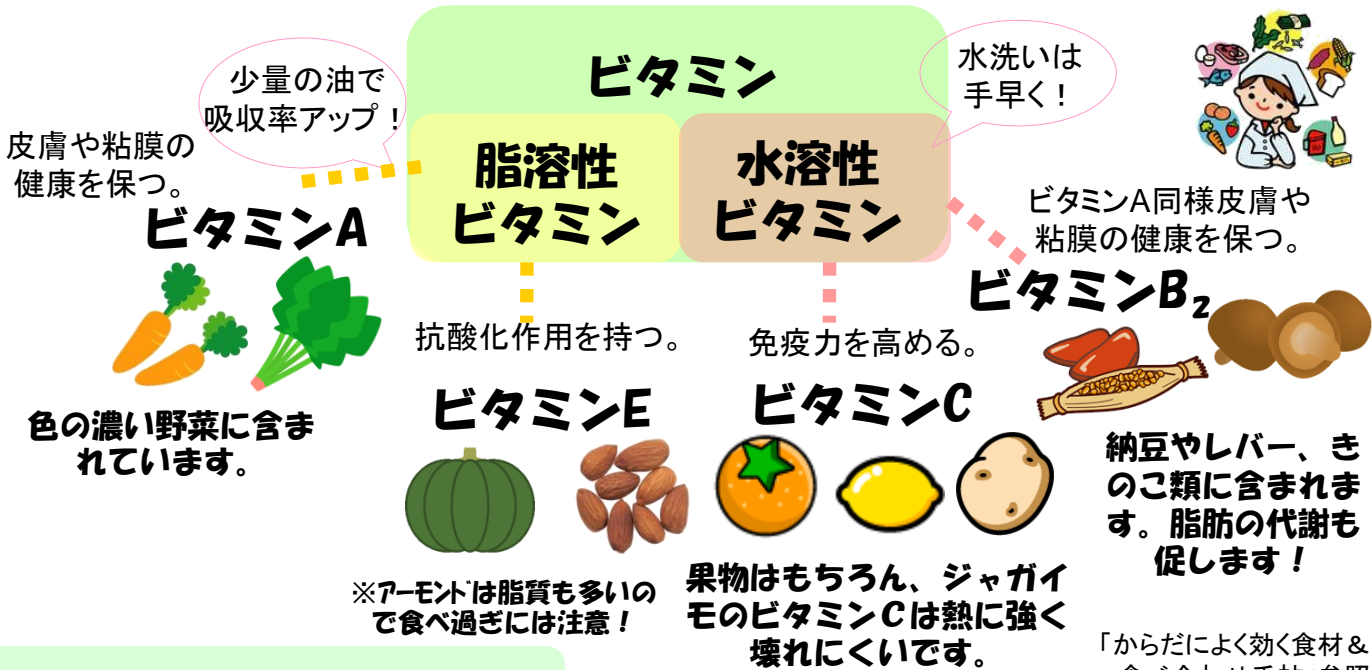 ビタミン
少量の油で
吸収率アップ！
水洗いは
手早く！
脂溶性
ビタミン
水溶性
ビタミン
皮膚や粘膜の
健康を保つ。
ビタミンA
色の濃い野菜に含ま
れています。
抗酸化作用を持つ。
ビタミンE
※アーモンドは脂質も多いの
で食べ過ぎには注意！
免疫力を高める。
ビタミンC
果物はもちろん、ジャガイ
モのビタミンCは熱に強く
壊れにくいです。
ビタミンA同様皮膚や
粘膜の健康を保つ。
ビタミンB₂
納豆やレバー、き
のこ類に含まれま
す。脂肪の代謝も
促します！
「からだによく効く食材＆